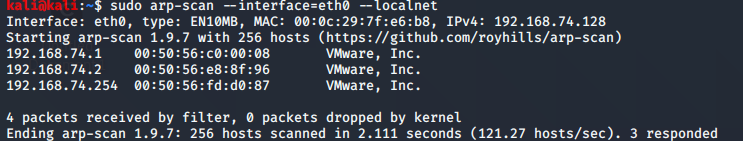 kali@kali:~$ sudo arp-scan --interface=eth0 --localnet
Interface: eth0, type: EN10MB, MAC: 00:0c:29:7f:e6:b8, IPv4: 192.168.74.128
Starting arp-scan 1.9.7 with 256 hosts (https://github.com/royhills/arp-scan)
192.168.74.1 00:50:56:c0:00:08 VMware, Inc.
192.168.74.2 00:50:56:e8:8f:96 VMware, Inc.
192.168.74.254 00:50:56:fd:d0:87 VMware, Inc.
4 packets received by filter, 0 packets dropped by kernel
Ending arp-scan 1.9.7: 256 hosts scanned in 2.111 seconds (121.27 hosts/sec). 3 responded